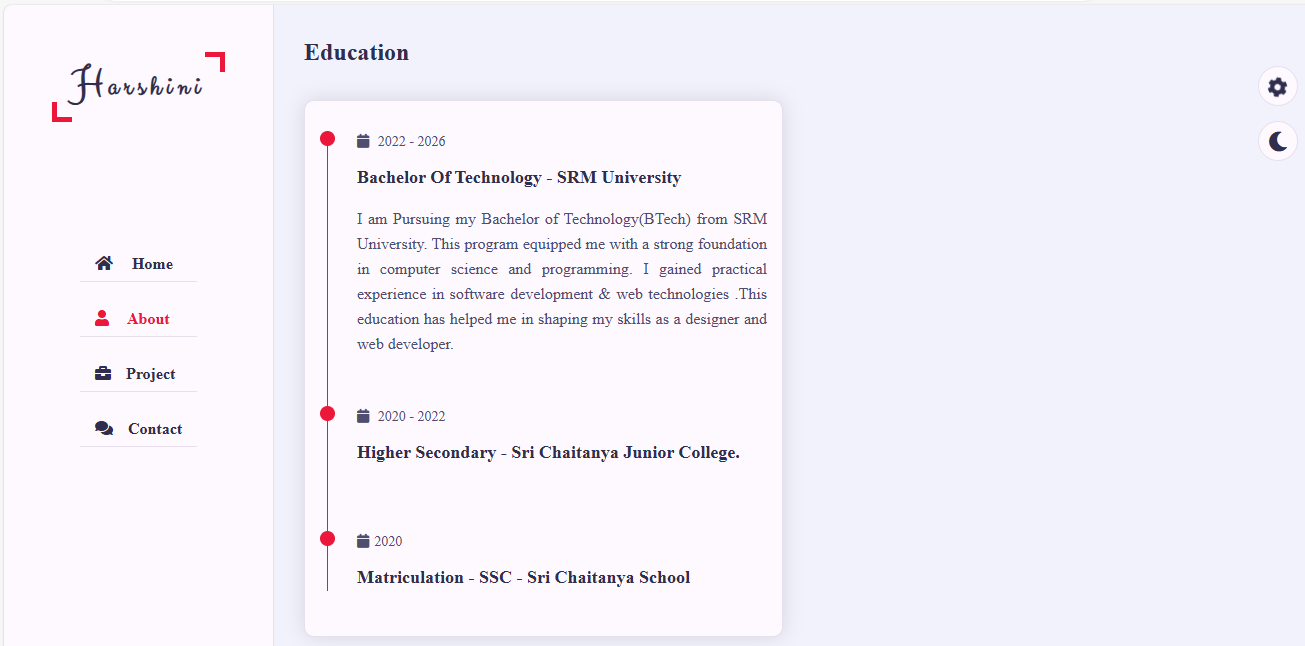 Harshini
Home
About
Project
Contact
Education
2022 - 2026
Bachelor Of Technology - SRM University
I am Pursuing my Bachelor of Technology(BTech) from SRM
University. This program equipped me with a strong foundation
in computer science and programming. I gained practical
experience in software development & web technologies .This
education has helped me in shaping my skills as a designer and
web developer.
2020 - 2022
Higher Secondary - Sri Chaitanya Junior College.
2020
Matriculation - SSC - Sri Chaitanya School